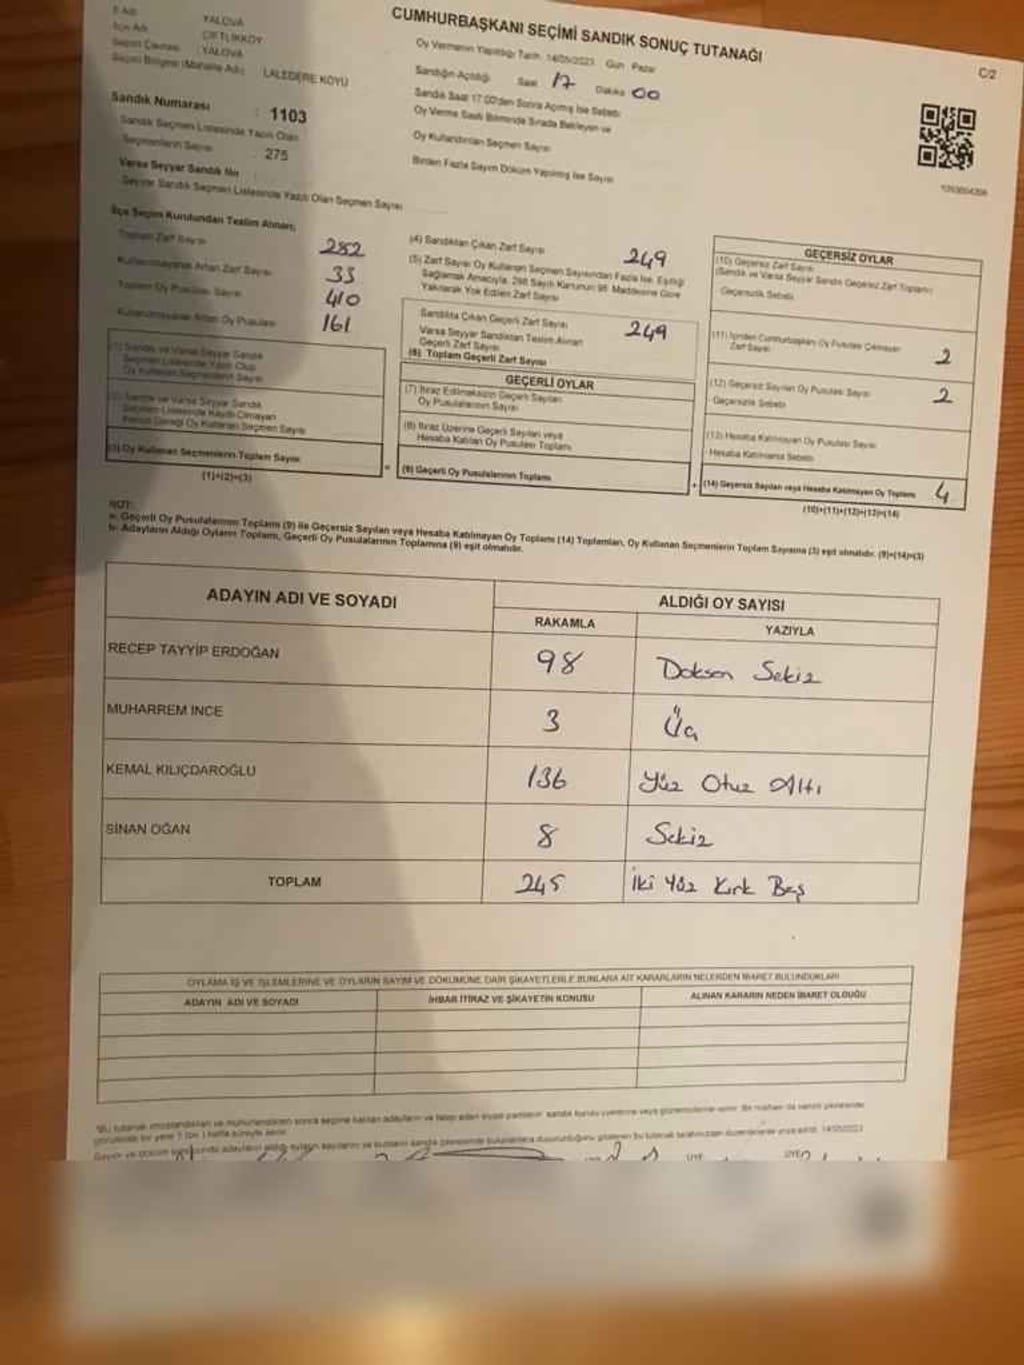 CUMHURBAŞKANI SEÇİMİ SANDIK SONUÇ TUTANAĞI
C/2
İl Adı : YALOVA
İlçe Adı : ÇİFTLİKKÖY
Seçim Çevresi : YALOVA
Seçim Bölgesi (Mahalle Adı) : LALEDERE KÖYÜ
Sandık Numarası : 1103
Sandık Seçmen Listesinde Yazılı Olan
Seçmenlerin Sayısı : 275
Varsa Seyyar Sandık No
Seyyar Sandık Seçmen Listesinde Yazılı Olan Seçmen Sayısı
Oy Vermenin Yapıldığı Tarih: 14/05/2023 Gün Pazar
Sandığın Açıldığı Saat 17 Dakika 00
Sandık Saat 17:00'den Sonra Açılmış İse Sebebi
Oy Verme Saati Bitiminde Sırada Bekleyen ve
Oy Kullandırılan Seçmen Sayısı
Birden Fazla Sayım Döküm Yapılmış İse Sayısı
İlçe Seçim Kurulundan Teslim Alınan;
Toplam Zarf Sayısı 282
Kullanılmayarak Artan Zarf Sayısı 33
Toplam Oy Pusulası Sayısı 410
Kullanılmayarak Artan Oy Pusulası 161
(1) Sandık ve Varsa Seyyar Sandık
Seçmen Listesinde Yazılı Olup
Oy Kullanan Seçmenlerin Sayısı
(2) Sandık ve Varsa Seyyar Sandık
Seçmen Listesinde Kayıtlı Olmayan
Kanun Gereği Oy Kullanan Seçmen Sayısı
(3) Oy Kullanan Seçmenlerin Toplam Sayısı
(1)+(2)=(3)
(4) Sandıktan Çıkan Zarf Sayısı 249
(5) Zarf Sayısı Oy Kullanan Seçmen Sayısından Fazla İse, Eşitliği
Sağlamak Amacıyla, 298 Sayılı Kanunun 98. Maddesine Göre
Yakılarak Yok Edilen Zarf Sayısı
Sandıkta Çıkan Geçerli Zarf Sayısı 249
Varsa Seyyar Sandıktan Teslim Alınan
Geçerli Zarf Sayısı
(6) Toplam Geçerli Zarf Sayısı
GEÇERLİ OYLAR
(7) İtiraz Edilmeksizin Geçerli Sayılan
Oy Pusulalarının Sayısı
(8) İtiraz Üzerine Geçerli Sayılan veya
Hesaba Katılan Oy Pusulası Toplamı
(9) Geçerli Oy Pusulalarının Toplamı
GEÇERSİZ OYLAR
(10) Geçersiz Zarf Sayısı
(Sandık ve Varsa Seyyar Sandık Geçersiz Zarf Toplamı)
Geçersizlik Sebebi
(11) İçinden Cumhurbaşkanı Oy Pusulası Çıkmayan
Zarf Sayısı 2
(12) Geçersiz Sayılan Oy Pusulası Sayısı 2
Geçersizlik Sebebi
(13) Hesaba Katılmayan Oy Pusulası Sayısı
Hesaba Katılmama Sebebi
(14) Geçersiz Sayılan veya Hesaba Katılmayan Oy Toplamı 4
(10)+(11)+(12)+(13)=(14)
NOT:
a- Geçerli Oy Pusulalarının Toplamı (9) ile Geçersiz Sayılan veya Hesaba Katılmayan Oy Toplamı (14) Toplamları, Oy Kullanan Seçmenlerin Toplam Sayısına (3) eşit olmalıdır. (9)+(14)=(3)
b- Adayların Aldığı Oyların Toplamı, Geçerli Oy Pusulalarının Toplamına (9) eşit olmalıdır.
ADAYIN ADI VE SOYADI ALDIĞI OY SAYISI
RAKAMLA YAZIYLA
RECEP TAYYİP ERDOĞAN 98 Doksan Sekiz
MUHARREM İNCE 3 Üç
KEMAL KILIÇDAROĞLU 136 Yüz Otuz Altı
SİNAN OĞAN 8 Sekiz
TOPLAM 245 İki Yüz Kırk Beş
OYLAMA İŞ VE İŞLEMLERİNE VE OYLARIN SAYIM VE DÖKÜMÜNE DAİR ŞİKAYETLERLE BUNLARA AİT KARARLARIN NELERDEN İBARET BULUNDUKLARI
ADAYIN ADI VE SOYADI İHBAR İTİRAZ VE ŞİKAYETİN KONUSU ALINAN KARARIN NEDEN İBARET OLDUĞU